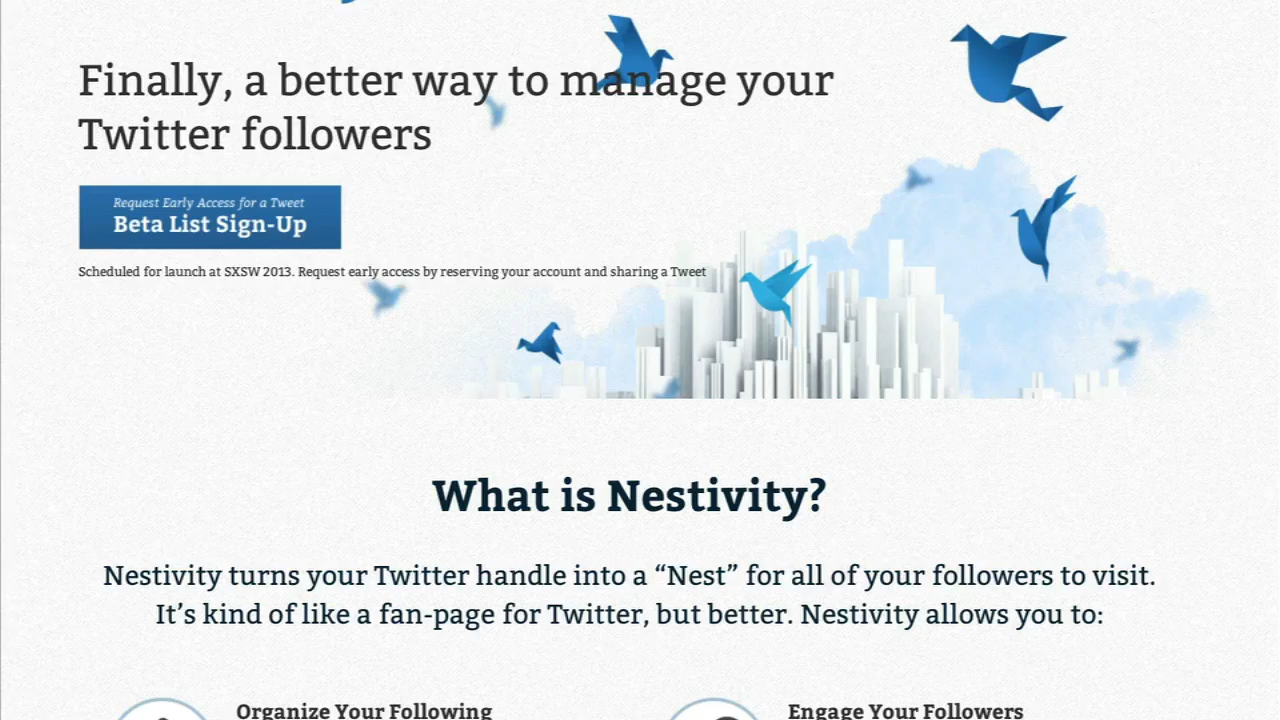 Finally, a better way to manage your
Twitter followers
Request Early Access for a Tweet
Beta List Sign-Up
Scheduled for launch at SXSW 2013. Request early access by reserving your account and sharing a Tweet
What is Nestivity?
Nestivity turns your Twitter handle into a “Nest” for all of your followers to visit.
It’s kind of like a fan-page for Twitter, but better. Nestivity allows you to:
Organize Your Following
Engage Your Followers